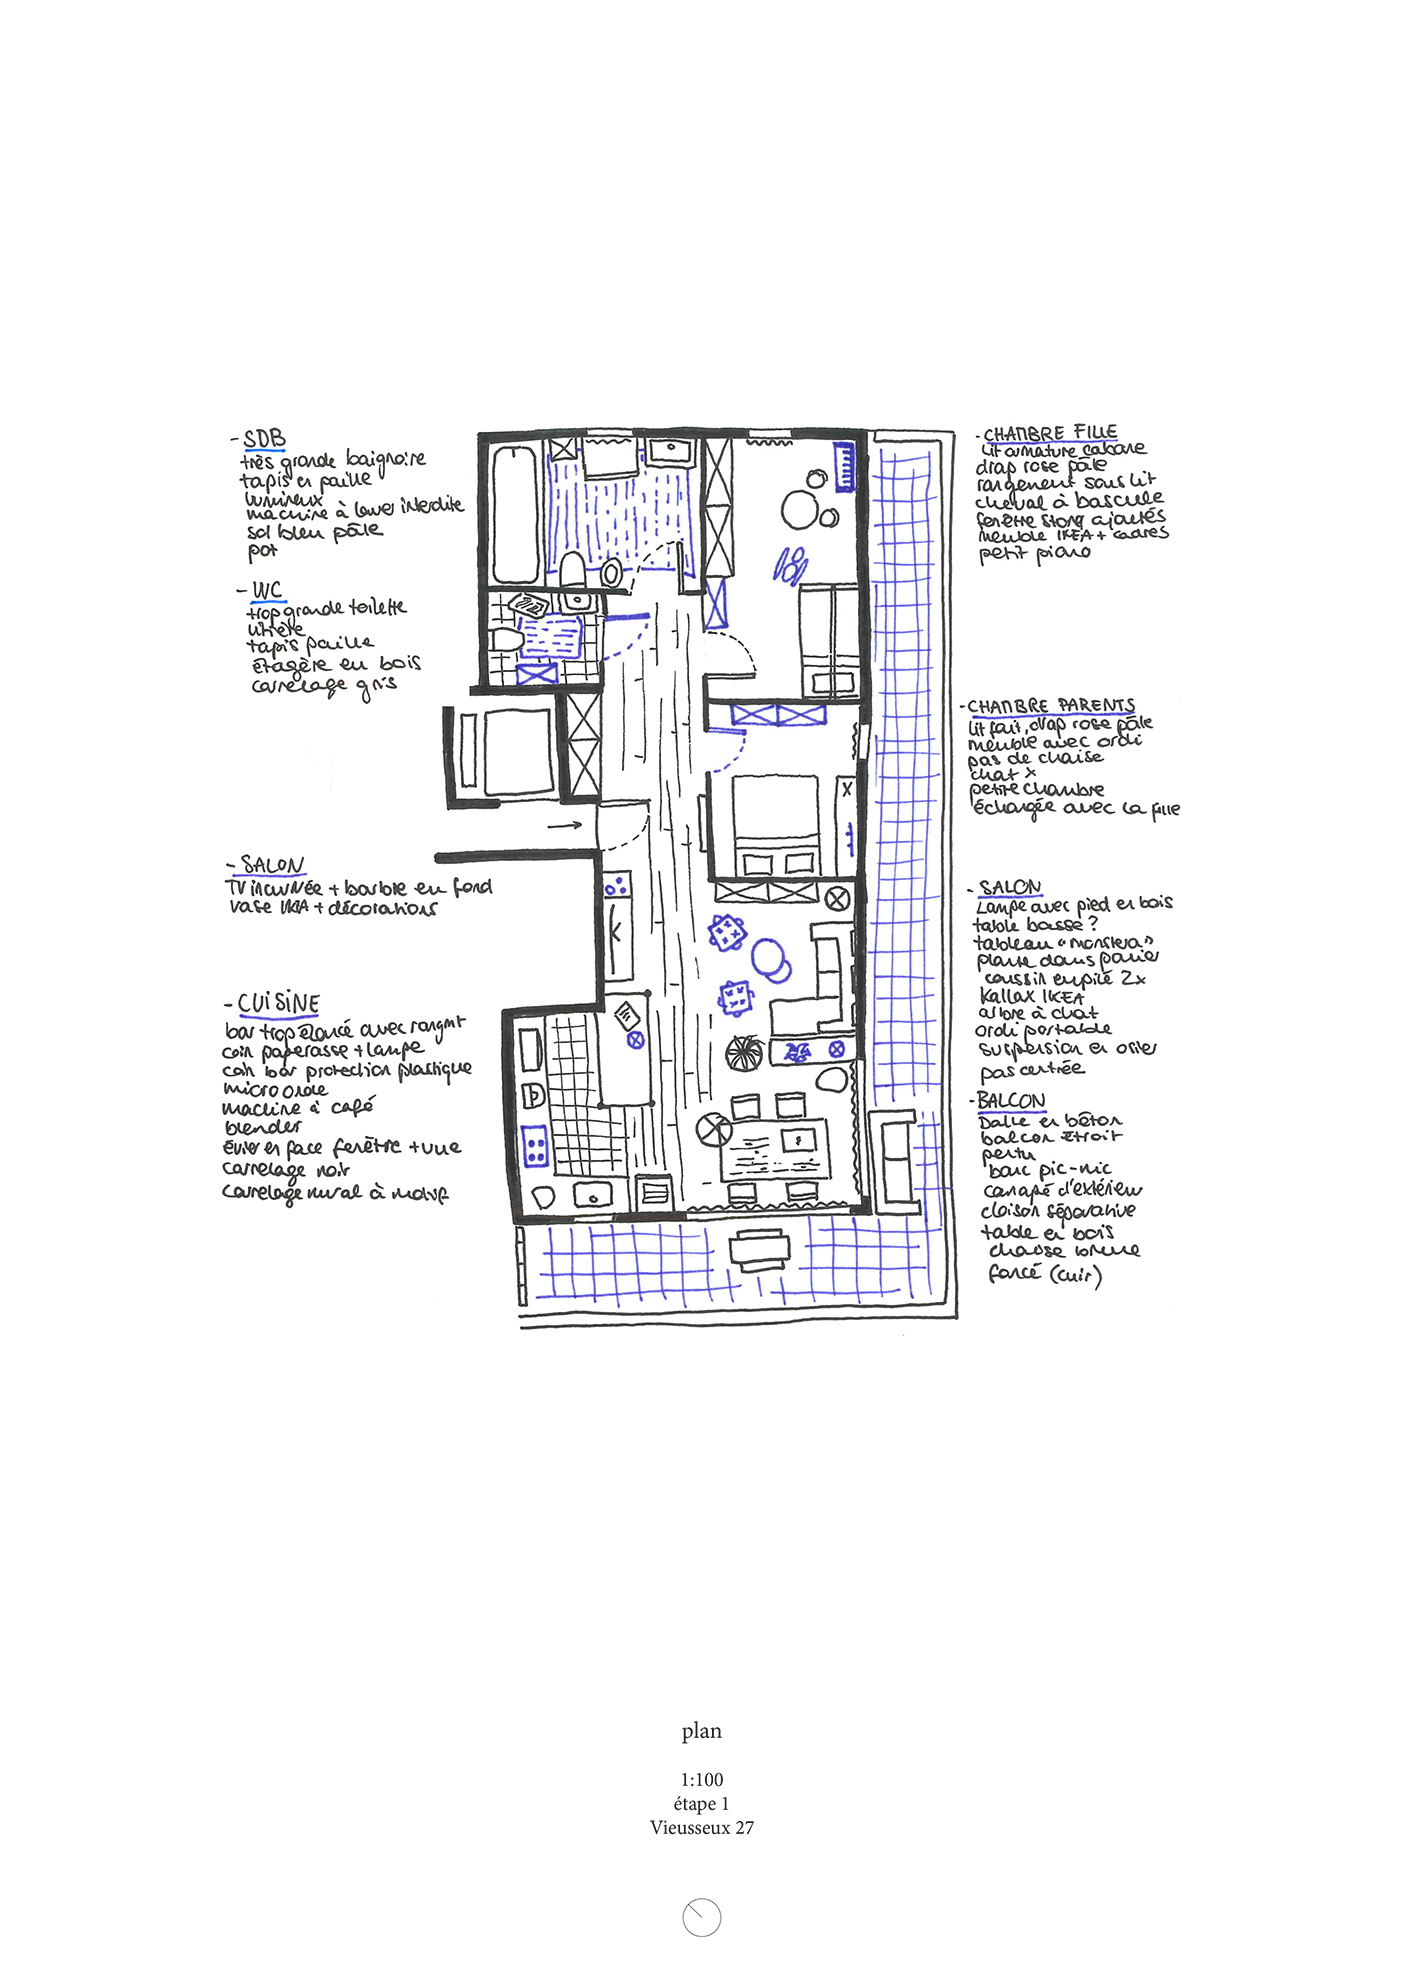 - SDB
très grande baignoire
tapis en paille
lumineux
machine à laver interdite
sol bleu pâle
pot
- WC
trop grande toilette
litière
tapis paille
étagère en bois
carrelage gris
- SALON
TV incurvée + barbie en fond
vase IKEA + décorations
- CUISINE
bar trop élancé avec rangmt
coin paperasse + lampe
coin bar protection plastique
micro onde
machine à café
blender
évier en face fenêtre + vue
carrelage noir
carrelage mural à motif
- CHAMBRE FILLE
lit armature cabane
drap rose pâle
rangement sous lit
cheval à bascule
fenêtre store ajoutés
meuble IKEA + cadres
petit piano
- CHAMBRE PARENTS
lit fait, drap rose pâle
meuble avec ordi
pas de chaise
chat x
petite chambre
échangée avec la fille
- SALON
Lampe avec pied en bois
table basse?
tableau "monstera"
plante dans panier
coussin empilé 2x
kallax IKEA
arbre à chat
ordi portable
suspension en osier
pas centrée
- BALCON
Dalle en béton
balcon étroit
pentu
banc pic-nic
canapé d'extérieur
cloison séparative
table en bois
chaise
foncé (cuir)
plan
1:100
étape 1
Vieusseux 27